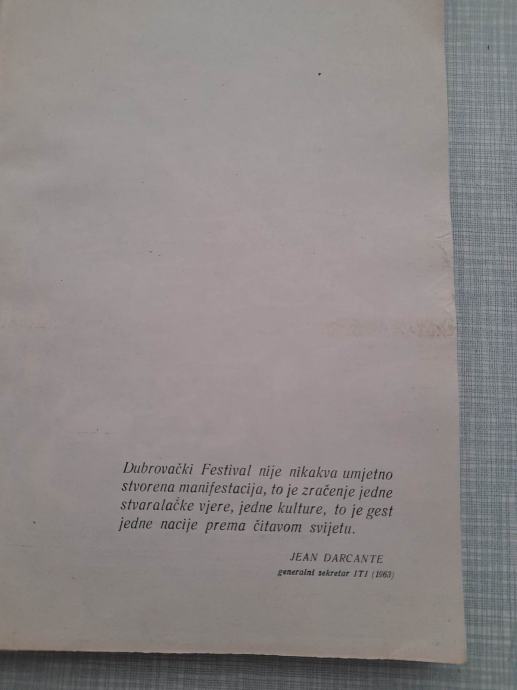 Dubrovački Festival nije nikakva umjetno
stvorena manifestacija, to je zračenje jedne
stvaralačke vjere, jedne kulture, to je gest
jedne nacije prema čitavom svijetu.
JEAN DARCANTE
generalni sekretar ITI (1963)